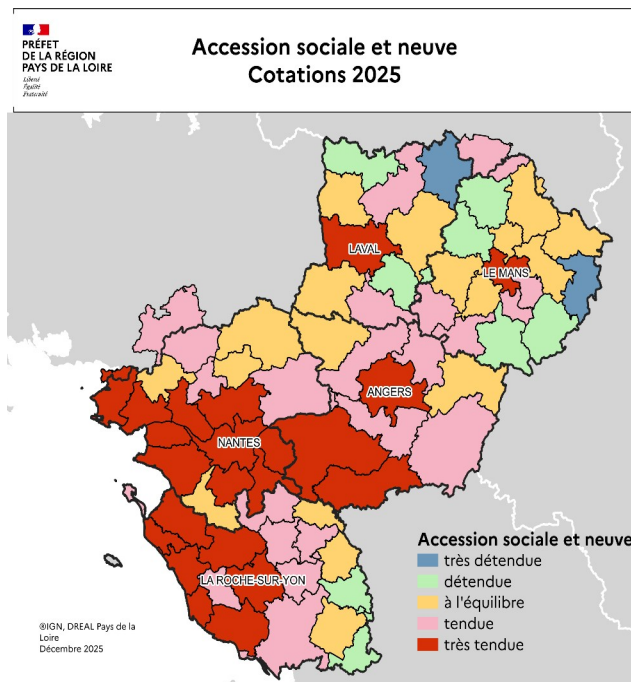 PRÉFET
DE LA RÉGION
PAYS DE LA LOIRE
Liberté
Égalité
Fraternité
Accession sociale et neuve
Cotations 2025
LAVAL
LE MANS
ANGERS
NANTES
LA ROCHE-SUR-YON
Accession sociale et neuve
très détendue
détendue
à l'équilibre
tendue
très tendue
®IGN, DREAL Pays de la
Loire
Décembre 2025